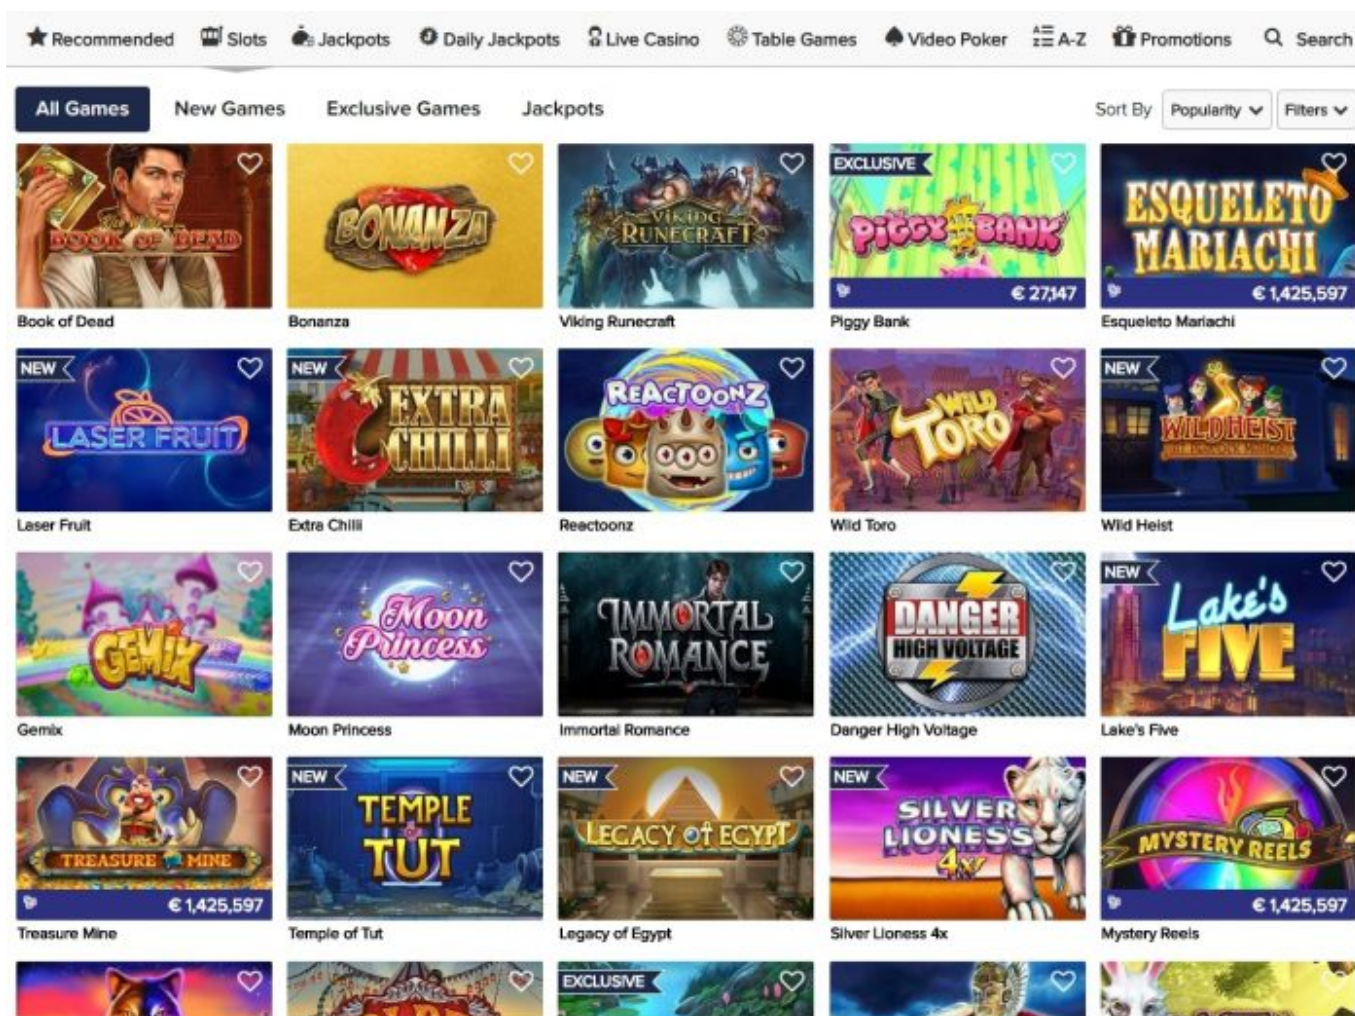 Recommended Slots Jackpots Daily Jackpots Live Casino Table Games Video Poker A-Z Promotions Search
All Games New Games Exclusive Games Jackpots Sort By Popularity Filters
BOOK OF DEAD
BONANZA
VIKING
RUNECRAFT
EXCLUSIVE
PIGGY BANK
€ 27,147
ESQUELETO
MARIACHI
€ 1,425,597
Book of Dead Bonanza Viking Runecraft Piggy Bank Esqueleto Mariachi
NEW
LASER FRUIT
NEW
EXTRA
CHILLI
REACTOONZ
WILD
TORO
NEW
WILD HEIST
Laser Fruit Extra Chilli Reactoonz Wild Toro Wild Heist
GEMIX
Moon
Princess
IMMORTAL
ROMANCE
DANGER
HIGH VOLTAGE
NEW
Lake's
FIVE
Gemix Moon Princess Immortal Romance Danger High Voltage Lake's Five
TREASURE MINE
€ 1,425,597
NEW
TEMPLE
of
TUT
NEW
LEGACY OF EGYPT
NEW
SILVER
LIONESS
4x
MYSTERY REELS
€ 1,425,597
Treasure Mine Temple of Tut Legacy of Egypt Silver Lioness 4x Mystery Reels
EXCLUSIVE